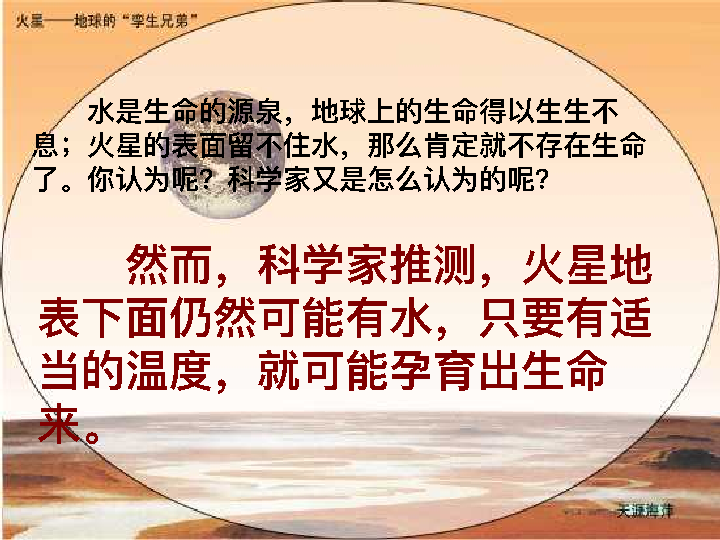 火星——地球的“孪生兄弟”
水是生命的源泉，地球上的生命得以生生不
息；火星的表面留不住水，那么肯定就不存在生命
了。你认为呢？科学家又是怎么认为的呢？
然而，科学家推测，火星地
表下面仍然可能有水，只要有适
当的温度，就可能孕育出生命
来。
天涯海洋